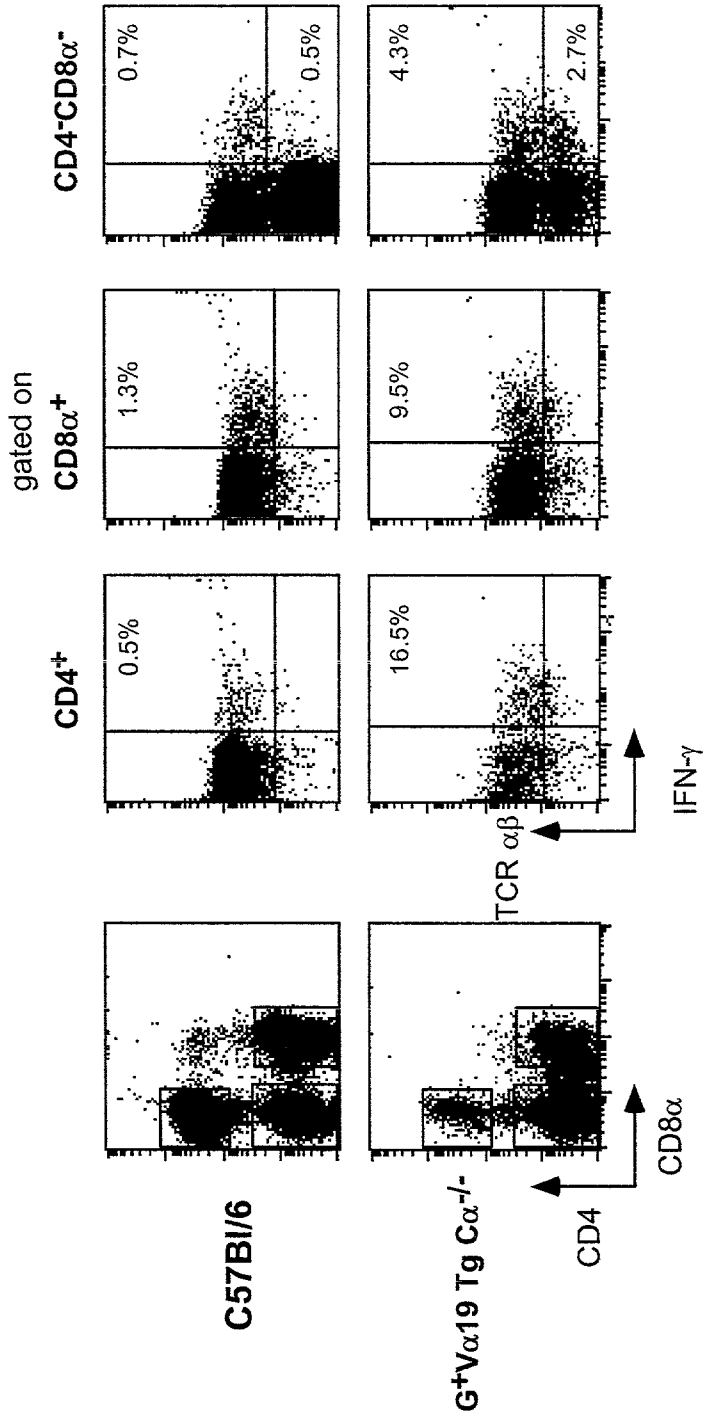 gated on
CD4⁺
CD8α⁺
CD4⁻CD8α⁻
C57Bl/6
0.5%
1.3%
0.7%
0.5%
G⁺Vα19 Tg Cα⁻/⁻
16.5%
9.5%
4.3%
2.7%
CD4
CD8α
TCR αβ
IFN-γ